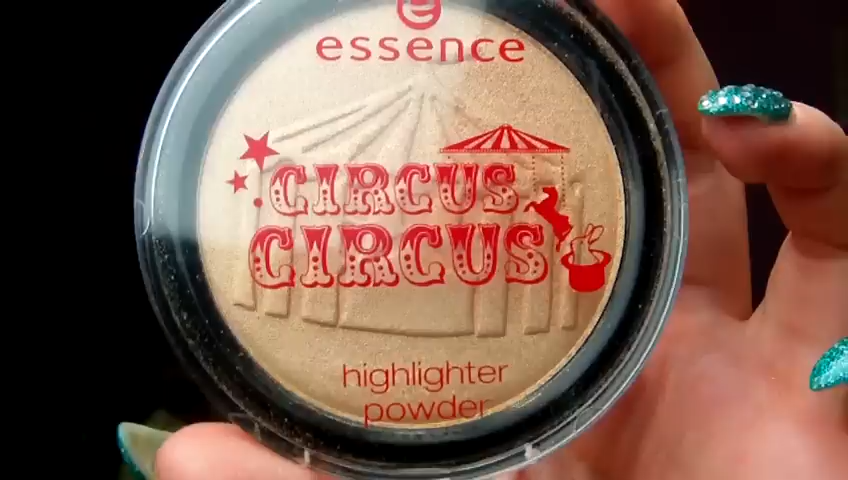 essence
CIRCUS
CIRCUS
highlighter
powder